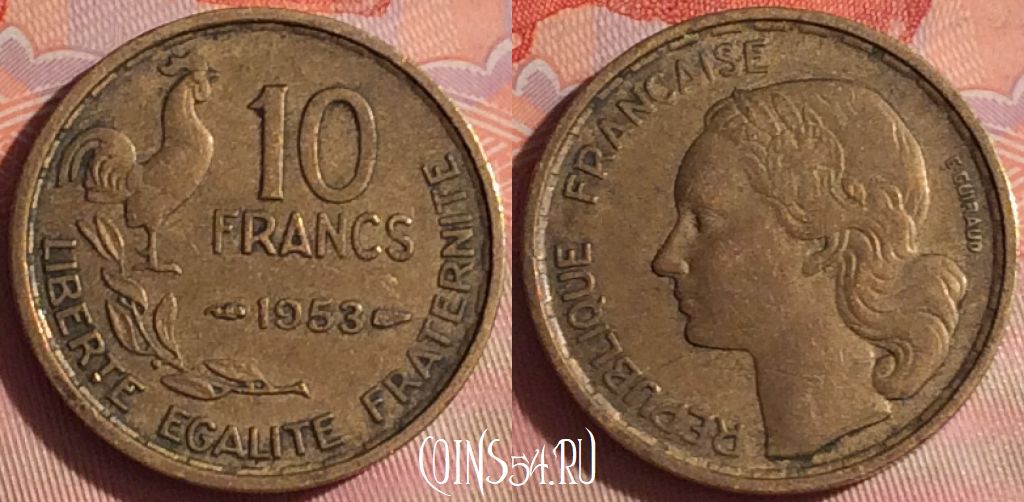 10
FRANCS
1953
LIBERTE EGALITE FRATERNITE
REPUBLIQUE FRANCAISE
E·GUIRAUD
COINS54.RU